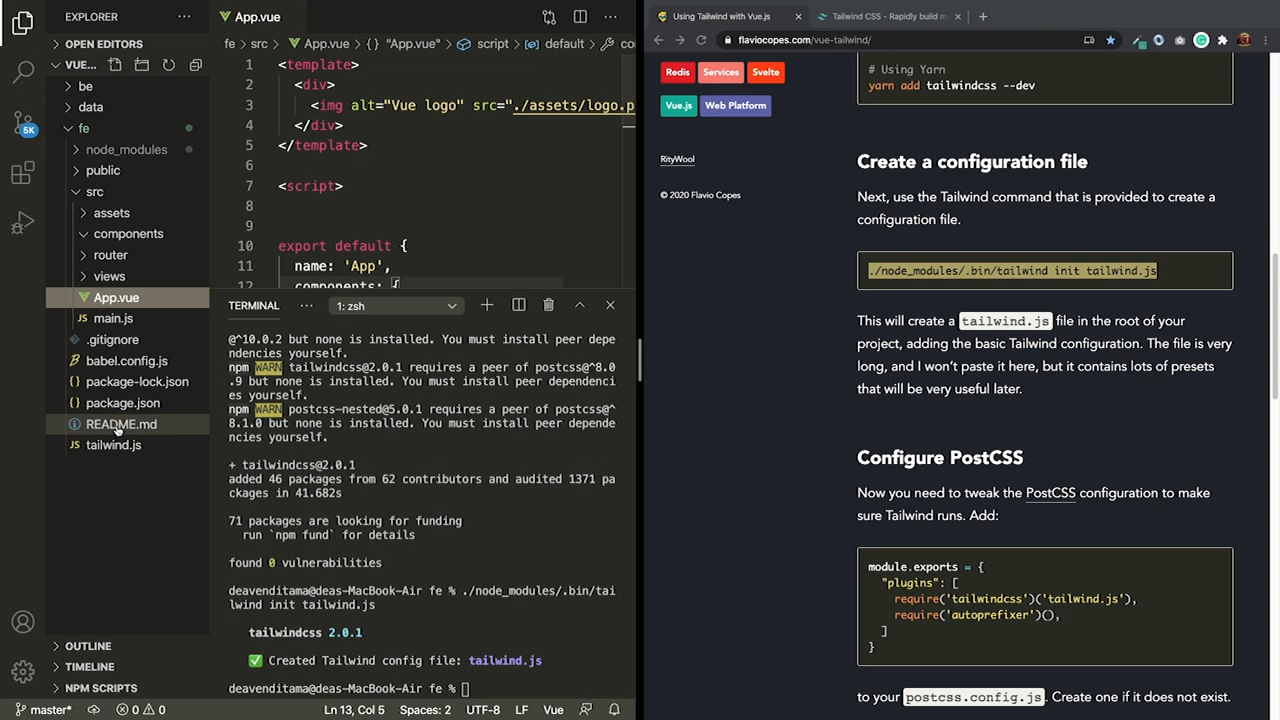 EXPLORER
OPEN EDITORS
VUE...
be
data
fe
node_modules
public
src
assets
components
router
views
App.vue
main.js
.gitignore
babel.config.js
package-lock.json
package.json
README.md
tailwind.js
OUTLINE
TIMELINE
NPM SCRIPTS
5K
App.vue
fe > src > App.vue > {} "App.vue" > script > default > co
1 <template>
2 <div>
3 <img alt="Vue logo" src="./assets/logo.p
4 </div>
5 </template>
6
7 <script>
8
9
10 export default {
11 name: 'App',
12 components: {
TERMINAL
1: zsh
@^10.0.2 but none is installed. You must install peer depe
ndencies yourself.
npm WARN tailwindcss@2.0.1 requires a peer of postcss@^8.0
.9 but none is installed. You must install peer dependenci
es yourself.
npm WARN postcss-nested@5.0.1 requires a peer of postcss@^
8.1.0 but none is installed. You must install peer depende
ncies yourself.
+ tailwindcss@2.0.1
added 46 packages from 62 contributors and audited 1371 pa
ckages in 41.682s
71 packages are looking for funding
run `npm fund` for details
found 0 vulnerabilities
deavenditama@deas-MacBook-Air fe % ./node_modules/.bin/tai
lwind init tailwind.js
tailwindcss 2.0.1
✅ Created Tailwind config file: tailwind.js
deavenditama@deas-MacBook-Air fe %
master*
0 0
Ln 13, Col 5
Spaces: 2
UTF-8
LF
Vue
Using Tailwind with Vue.js
Tailwind CSS - Rapidly build m
flaviocopes.com/vue-tailwind/
Redis Services Svelte
Vue.js Web Platform
RityWool
© 2020 Flavio Copes
# Using Yarn
yarn add tailwindcss --dev
Create a configuration file
Next, use the Tailwind command that is provided to create a
configuration file.
./node_modules/.bin/tailwind init tailwind.js
This will create a tailwind.js file in the root of your
project, adding the basic Tailwind configuration. The file is very
long, and I won't paste it here, but it contains lots of presets
that will be very useful later.
Configure PostCSS
Now you need to tweak the PostCSS configuration to make
sure Tailwind runs. Add:
module.exports = {
"plugins": [
require('tailwindcss')('tailwind.js'),
require('autoprefixer')(),
]
}
to your postcss.config.js. Create one if it does not exist.